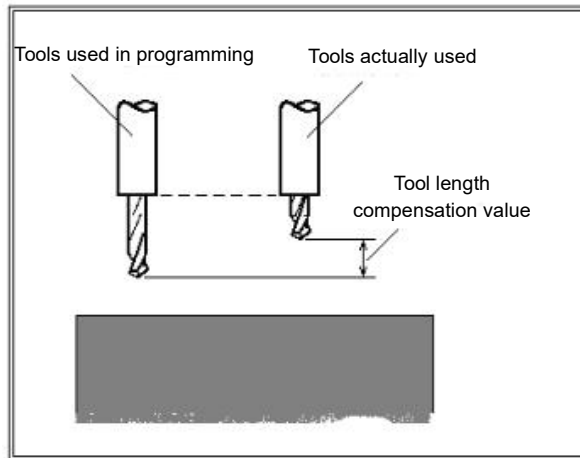 Tools used in programming
Tools actually used
Tool length
compensation value